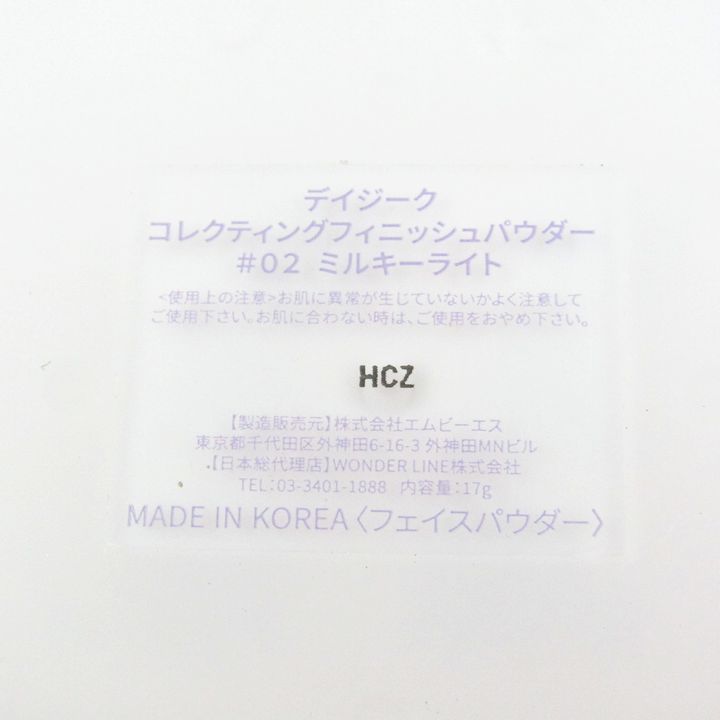 デイジーク
コレクティングフィニッシュパウダー
#02 ミルキーライト
<使用上の注意>お肌に異常が生じていないかよく注意して
ご使用下さい。お肌に合わない時は、ご使用をおやめ下さい。
HCZ
【製造販売元】株式会社エムビーエス
東京都千代田区外神田6-16-3 外神田MNビル
【日本総代理店】WONDER LINE株式会社
TEL:03-3401-1888 内容量:17g
MADE IN KOREA〈フェイスパウダー〉